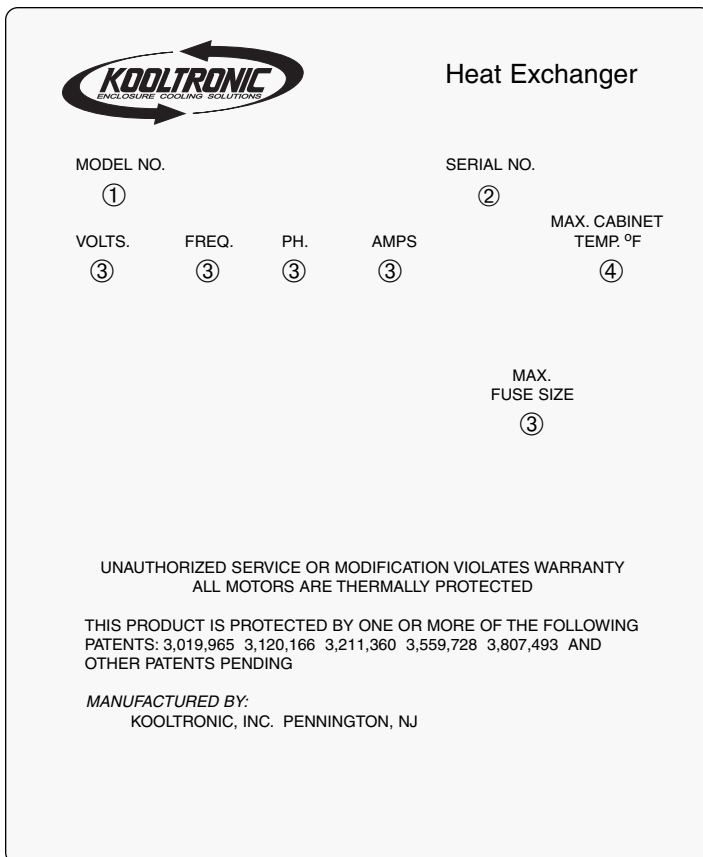 KOOLTRONIC
ENCLOSURE COOLING SOLUTIONS
Heat Exchanger
MODEL NO. SERIAL NO.
① ②
MAX. CABINET
VOLTS. FREQ. PH. AMPS TEMP. ºF
③ ③ ③ ③ ④
MAX.
FUSE SIZE
③
UNAUTHORIZED SERVICE OR MODIFICATION VIOLATES WARRANTY
ALL MOTORS ARE THERMALLY PROTECTED
THIS PRODUCT IS PROTECTED BY ONE OR MORE OF THE FOLLOWING
PATENTS: 3,019,965 3,120,166 3,211,360 3,559,728 3,807,493 AND
OTHER PATENTS PENDING
MANUFACTURED BY:
KOOLTRONIC, INC. PENNINGTON, NJ